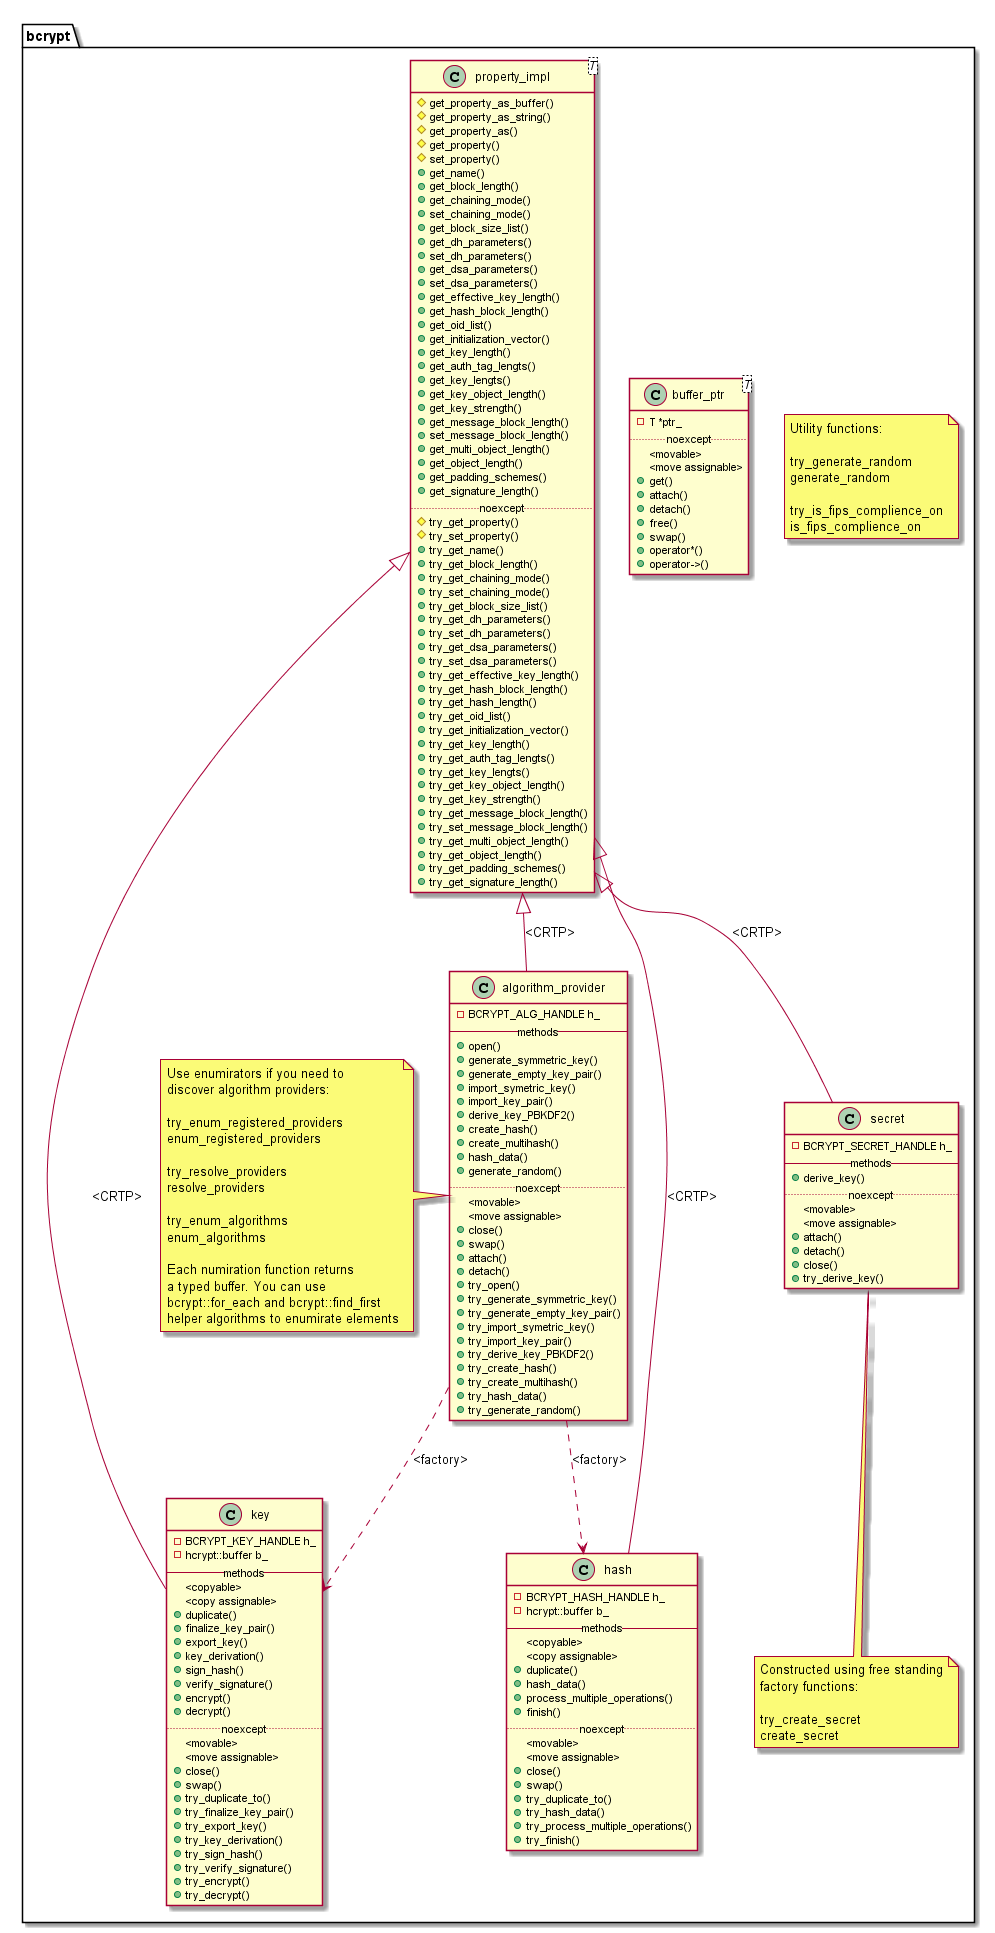 bcrypt
C property_impl
T
get_property_as_buffer()
get_property_as_string()
get_property_as()
get_property()
set_property()
get_name()
get_block_length()
get_chaining_mode()
set_chaining_mode()
get_block_size_list()
get_dh_parameters()
set_dh_parameters()
get_dsa_parameters()
set_dsa_parameters()
get_effective_key_length()
get_hash_block_length()
get_oid_list()
get_initialization_vector()
get_key_length()
get_auth_tag_lengts()
get_key_lengts()
get_key_object_length()
get_key_strength()
get_message_block_length()
set_message_block_length()
get_multi_object_length()
get_object_length()
get_padding_schemes()
get_signature_length()
noexcept
try_get_property()
try_set_property()
try_get_name()
try_get_block_length()
try_get_chaining_mode()
try_set_chaining_mode()
try_get_block_size_list()
try_get_dh_parameters()
try_set_dh_parameters()
try_get_dsa_parameters()
try_set_dsa_parameters()
try_get_effective_key_length()
try_get_hash_block_length()
try_get_hash_length()
try_get_oid_list()
try_get_initialization_vector()
try_get_key_length()
try_get_auth_tag_lengts()
try_get_key_lengts()
try_get_key_object_length()
try_get_key_strength()
try_get_message_block_length()
try_set_message_block_length()
try_get_multi_object_length()
try_get_object_length()
try_get_padding_schemes()
try_get_signature_length()
C buffer_ptr
T
T *ptr_
noexcept
<movable>
<move assignable>
get()
attach()
detach()
free()
swap()
operator*()
operator->()
Utility functions:
try_generate_random
generate_random
try_is_fips_complience_on
is_fips_complience_on
<CRTP>
<CRTP>
C algorithm_provider
BCRYPT_ALG_HANDLE h_
methods
open()
generate_symmetric_key()
generate_empty_key_pair()
import_symetric_key()
import_key_pair()
derive_key_PBKDF2()
create_hash()
create_multihash()
hash_data()
generate_random()
noexcept
<movable>
<move assignable>
close()
swap()
attach()
detach()
try_open()
try_generate_symmetric_key()
try_generate_empty_key_pair()
try_import_symetric_key()
try_import_key_pair()
try_derive_key_PBKDF2()
try_create_hash()
try_create_multihash()
try_hash_data()
try_generate_random()
Use enumirators if you need to
discover algorithm providers:
try_enum_registered_providers
enum_registered_providers
try_resolve_providers
resolve_providers
try_enum_algorithms
enum_algorithms
Each numiration function returns
a typed buffer. You can use
bcrypt::for_each and bcrypt::find_first
helper algorithms to enumirate elements
<CRTP>
<CRTP>
C secret
BCRYPT_SECRET_HANDLE h_
methods
derive_key()
noexcept
<movable>
<move assignable>
attach()
detach()
close()
try_derive_key()
<factory>
<factory>
C key
BCRYPT_KEY_HANDLE h_
hcrypt::buffer b_
methods
<copyable>
<copy assignable>
duplicate()
finalize_key_pair()
export_key()
key_derivation()
sign_hash()
verify_signature()
encrypt()
decrypt()
noexcept
<movable>
<move assignable>
close()
swap()
try_duplicate_to()
try_finalize_key_pair()
try_export_key()
try_key_derivation()
try_sign_hash()
try_verify_signature()
try_encrypt()
try_decrypt()
C hash
BCRYPT_HASH_HANDLE h_
hcrypt::buffer b_
methods
<copyable>
<copy assignable>
duplicate()
hash_data()
process_multiple_operations()
finish()
noexcept
<movable>
<move assignable>
close()
swap()
try_duplicate_to()
try_hash_data()
try_process_multiple_operations()
try_finish()
Constructed using free standing
factory functions:
try_create_secret
create_secret